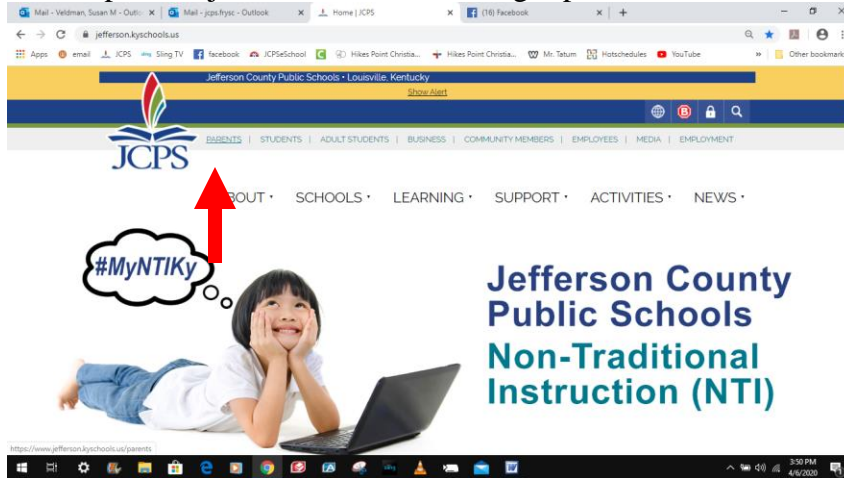 Mail - Veldman, Susan M - Outlo
Mail - jcps.frysc - Outlook
Home | JCPS
(16) Facebook
jefferson.kyschools.us
Apps email JCPS Sling TV facebook JCPSeSchool Hikes Point Christia... Hikes Point Christia... Mr. Tatum Hotschedules YouTube » Other bookmark
Jefferson County Public Schools • Louisville, Kentucky
Show Alert
JCPS
PARENTS | STUDENTS | ADULT STUDENTS | BUSINESS | COMMUNITY MEMBERS | EMPLOYEES | MEDIA | EMPLOYMENT
BOUT SCHOOLS LEARNING SUPPORT ACTIVITIES NEWS
#MyNTIKy
Jefferson County
Public Schools
Non-Traditional
Instruction (NTI)
https://www.jefferson.kyschools.us/parents
3:50 PM
4/6/2020